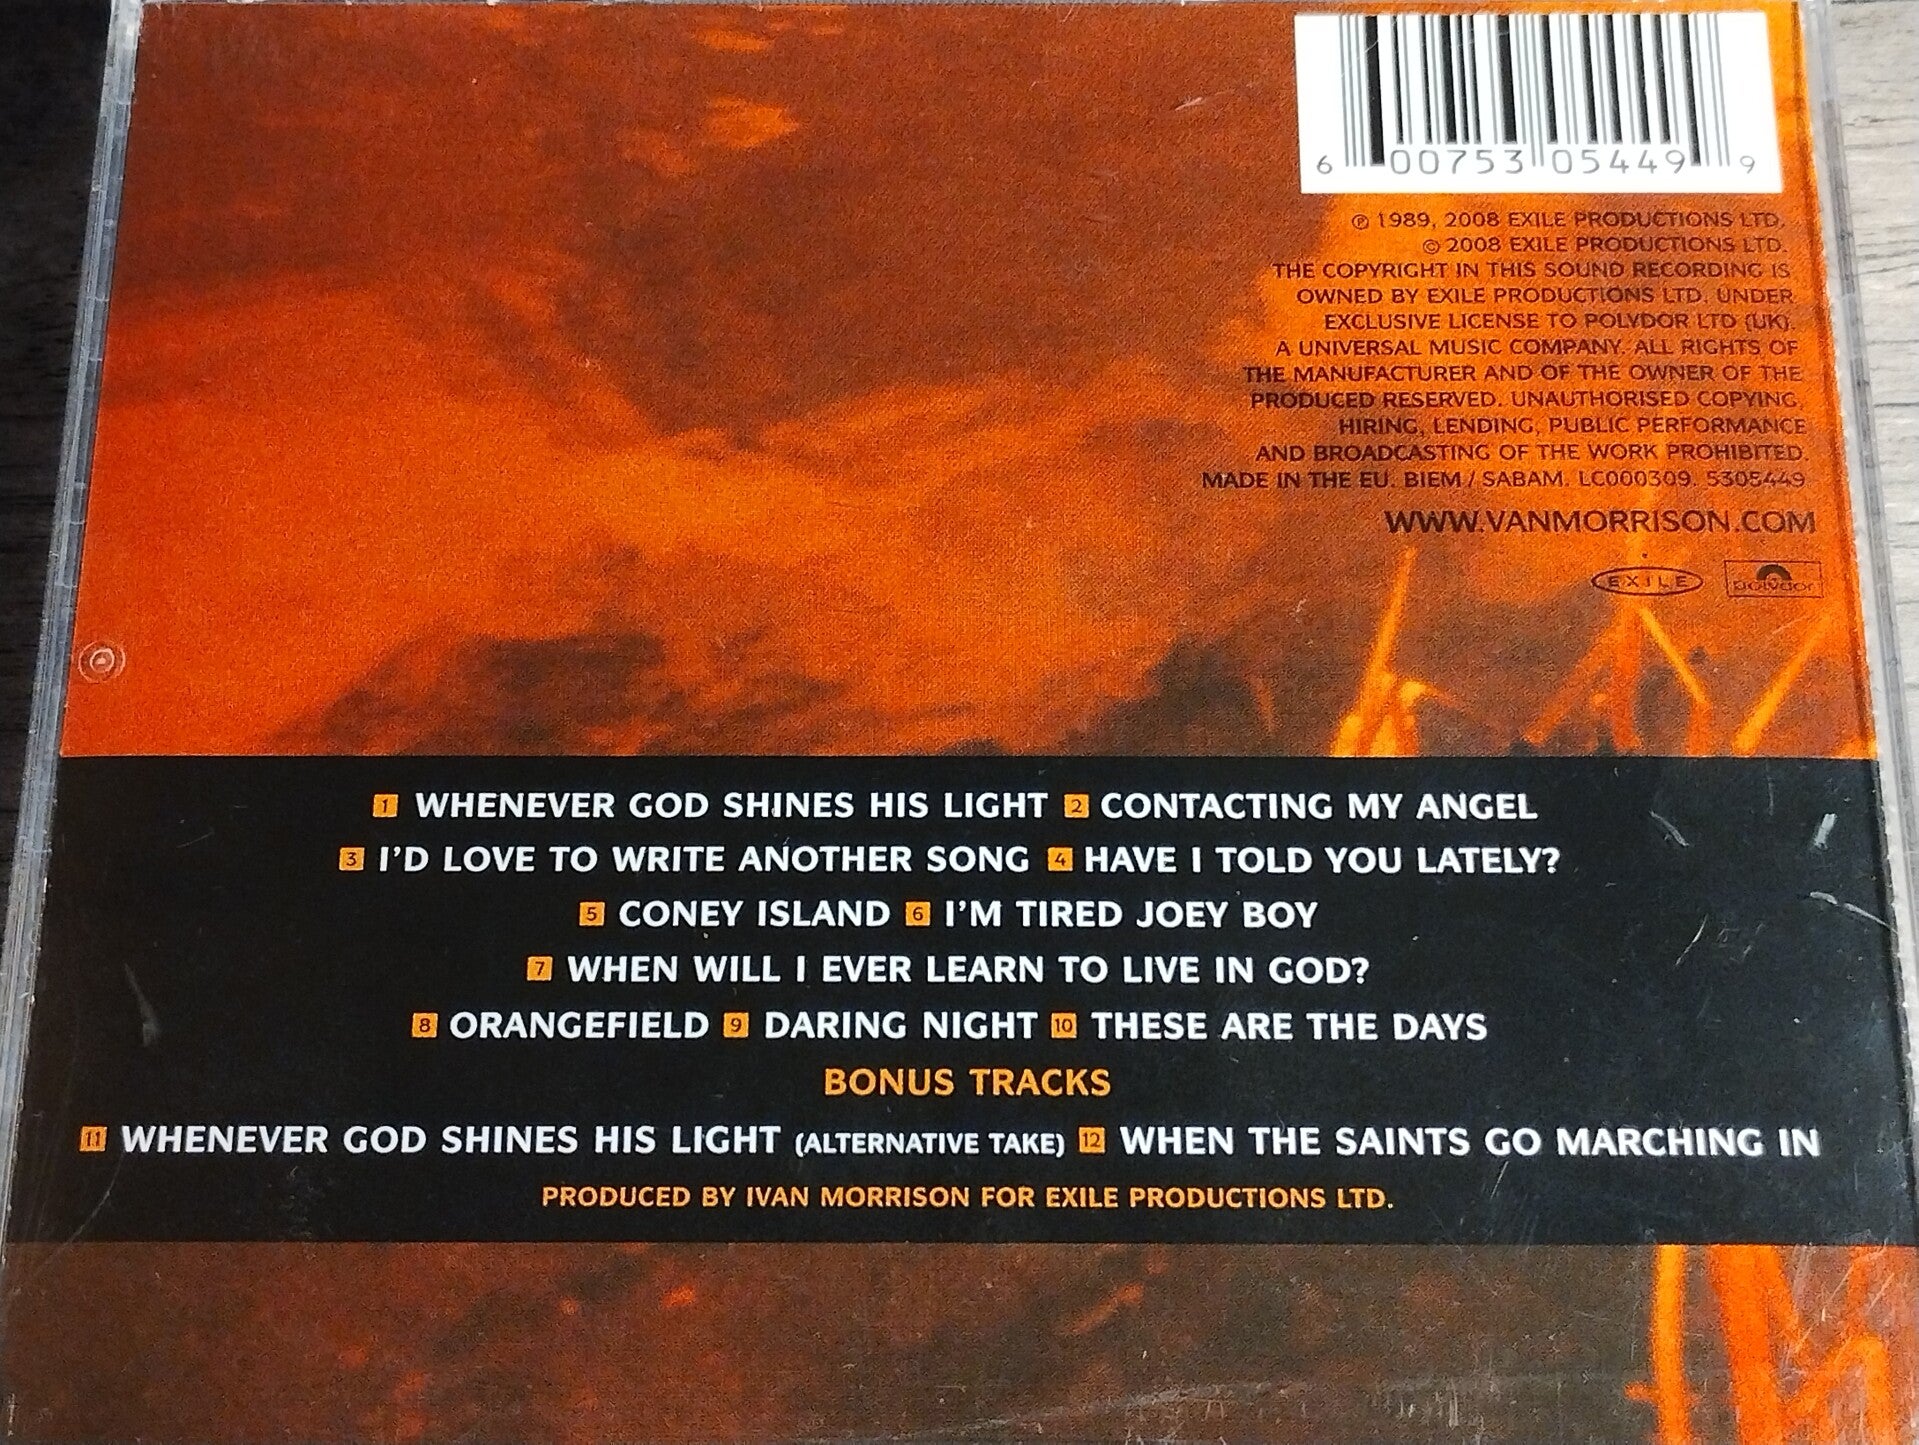 6 00753 05449 9
℗ 1989, 2008 EXILE PRODUCTIONS LTD.
© 2008 EXILE PRODUCTIONS LTD.
THE COPYRIGHT IN THIS SOUND RECORDING IS
OWNED BY EXILE PRODUCTIONS LTD. UNDER
EXCLUSIVE LICENSE TO POLYDOR LTD (UK).
A UNIVERSAL MUSIC COMPANY. ALL RIGHTS OF
THE MANUFACTURER AND OF THE OWNER OF THE
PRODUCED RESERVED. UNAUTHORISED COPYING,
HIRING, LENDING, PUBLIC PERFORMANCE
AND BROADCASTING OF THE WORK PROHIBITED.
MADE IN THE EU. BIEM / SABAM. LC000309. 5305449
WWW.VANMORRISON.COM
EXILE polydor
1 WHENEVER GOD SHINES HIS LIGHT 2 CONTACTING MY ANGEL
3 I'D LOVE TO WRITE ANOTHER SONG 4 HAVE I TOLD YOU LATELY?
5 CONEY ISLAND 6 I'M TIRED JOEY BOY
7 WHEN WILL I EVER LEARN TO LIVE IN GOD?
8 ORANGEFIELD 9 DARING NIGHT 10 THESE ARE THE DAYS
BONUS TRACKS
11 WHENEVER GOD SHINES HIS LIGHT (ALTERNATIVE TAKE) 12 WHEN THE SAINTS GO MARCHING IN
PRODUCED BY IVAN MORRISON FOR EXILE PRODUCTIONS LTD.